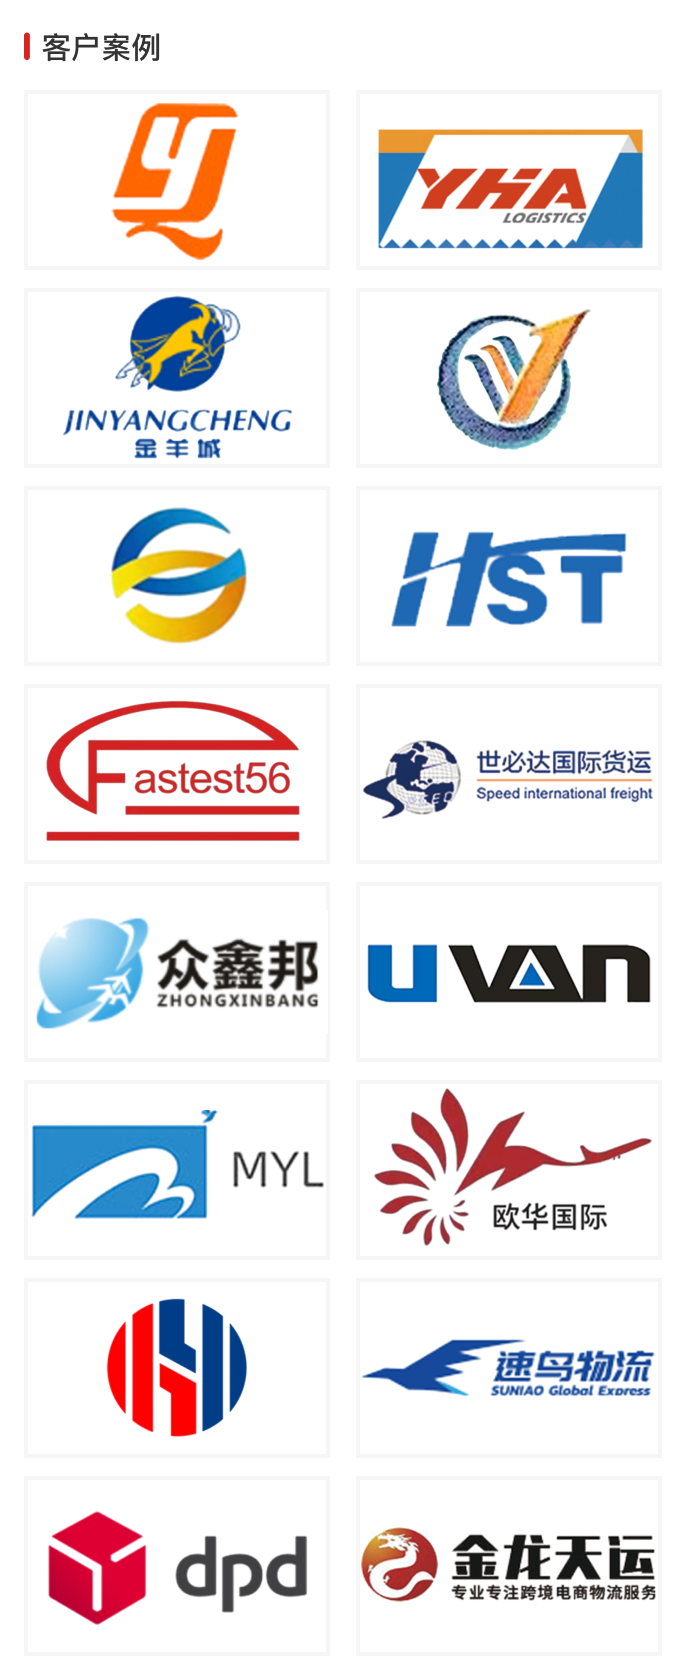 客户案例
YHA
LOGISTICS
JINYANGCHENG
金羊城
HST
Fastest56
世必达国际货运
Speed international freight
众鑫邦
ZHONGXINBANG
UVAN
MYL
欧华国际
速鸟物流
SUNIAO Global Express
dpd
金龙天运
专业专注跨境电商物流服务